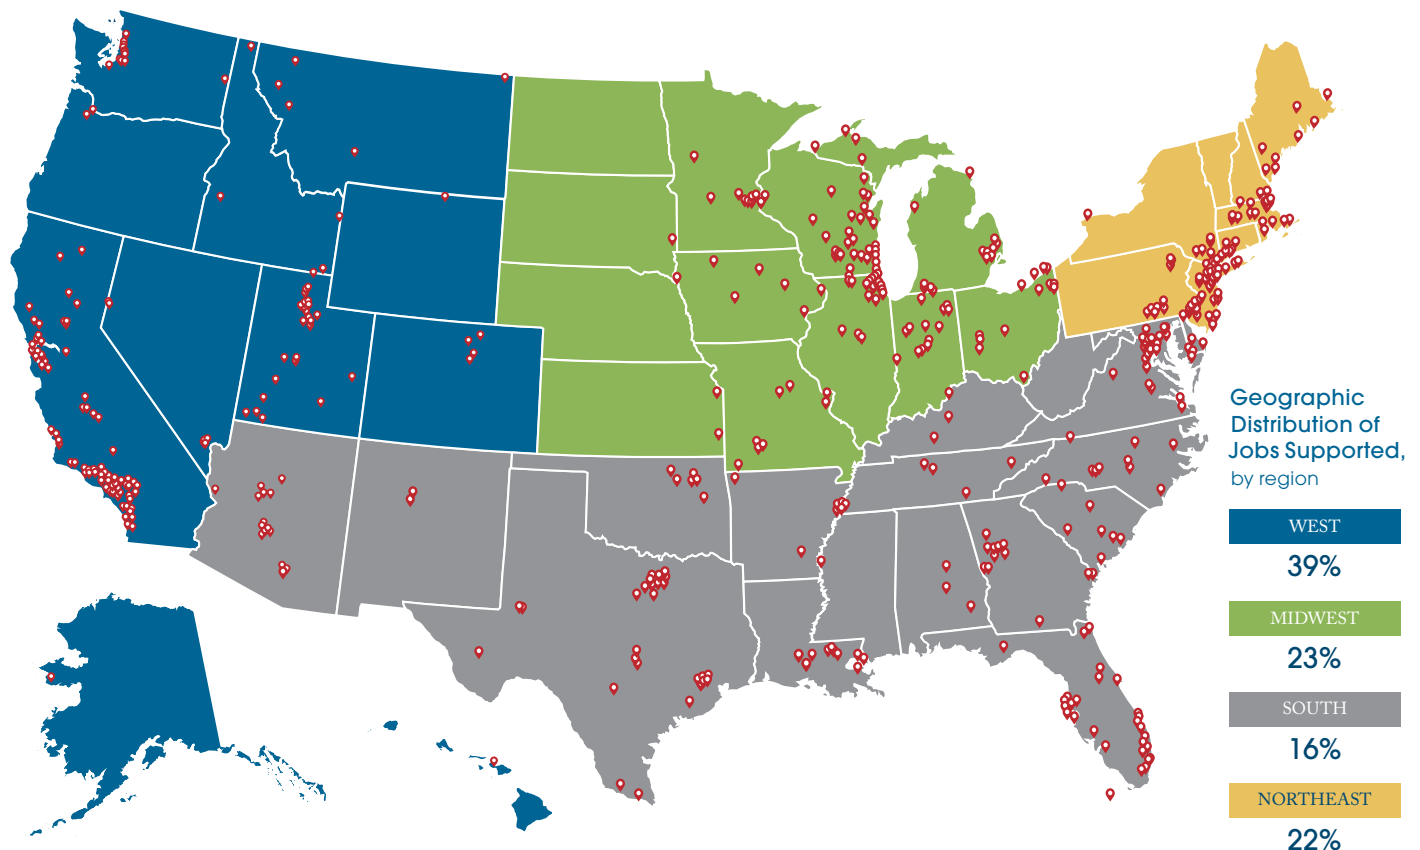 Geographic
Distribution of
Jobs Supported,
by region
WEST
39%
MIDWEST
23%
SOUTH
16%
NORTHEAST
22%